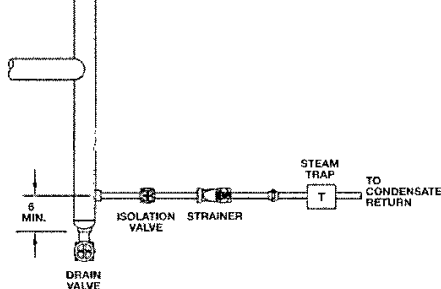 STEAM
TRAP
T
TO
CONDENSATE
RETURN
6
MIN.
ISOLATION
VALVE
STRAINER
DRAIN
VALVE